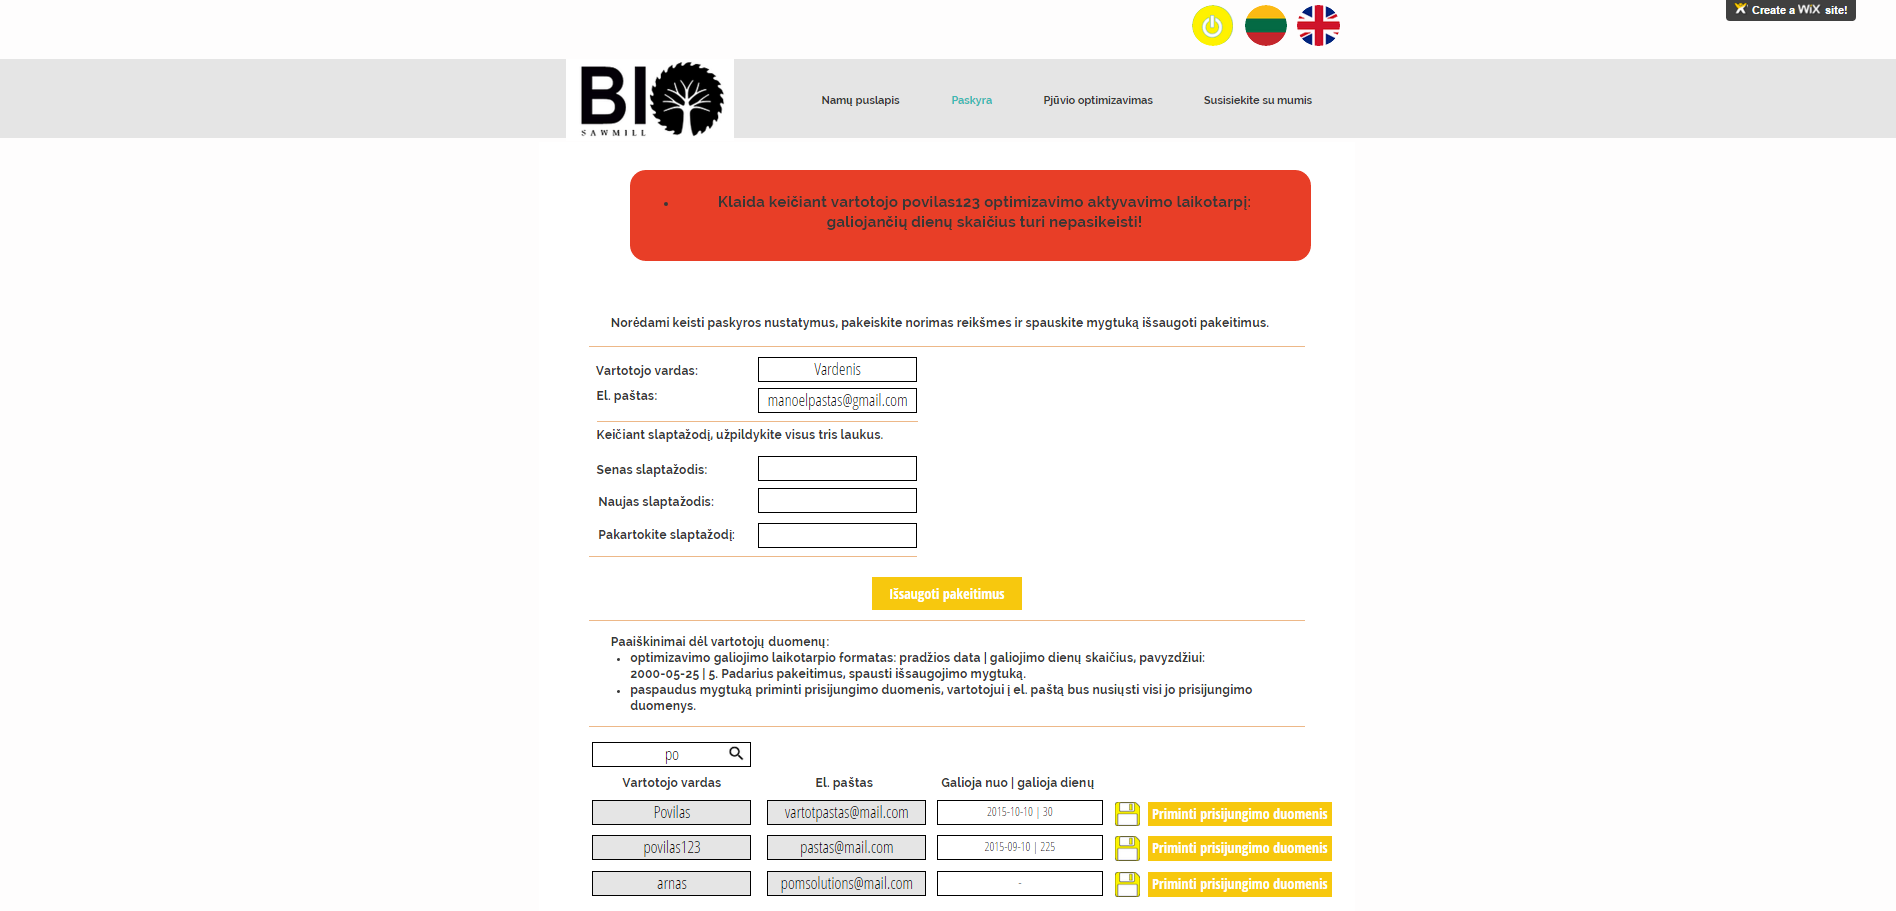 Create a WiX site!
BIO
SAWMILL
Namų puslapis
Paskyra
Pjūvio optimizavimas
Susisiekite su mumis
• Klaida keičiant vartotojo povilas123 optimizavimo aktyvavimo laikotarpį:
galiojančių dienų skaičius turi nepasikeisti!
Norėdami keisti paskyros nustatymus, pakeiskite norimas reikšmes ir spauskite mygtuką išsaugoti pakeitimus.
Vartotojo vardas: Vardenis
El. paštas: manoelpastas@gmail.com
Keičiant slaptažodį, užpildykite visus tris laukus.
Senas slaptažodis:
Naujas slaptažodis:
Pakartokite slaptažodį:
Išsaugoti pakeitimus
Paaiškinimai dėl vartotojų duomenų:
• optimizavimo galiojimo laikotarpio formatas: pradžios data | galiojimo dienų skaičius, pavyzdžiui:
2000-05-25 | 5. Padarius pakeitimus, spausti išsaugojimo mygtuką.
• paspaudus mygtuką priminti prisijungimo duomenis, vartotojui į el. paštą bus nusiųsti visi jo prisijungimo
duomenys.
po
Vartotojo vardas El. paštas Galioja nuo | galioja dienų
Povilas vartotpastas@mail.com 2015-10-10 | 30 Priminti prisijungimo duomenis
povilas123 pastas@mail.com 2015-09-10 | 225 Priminti prisijungimo duomenis
arnas pomsolutions@mail.com - Priminti prisijungimo duomenis